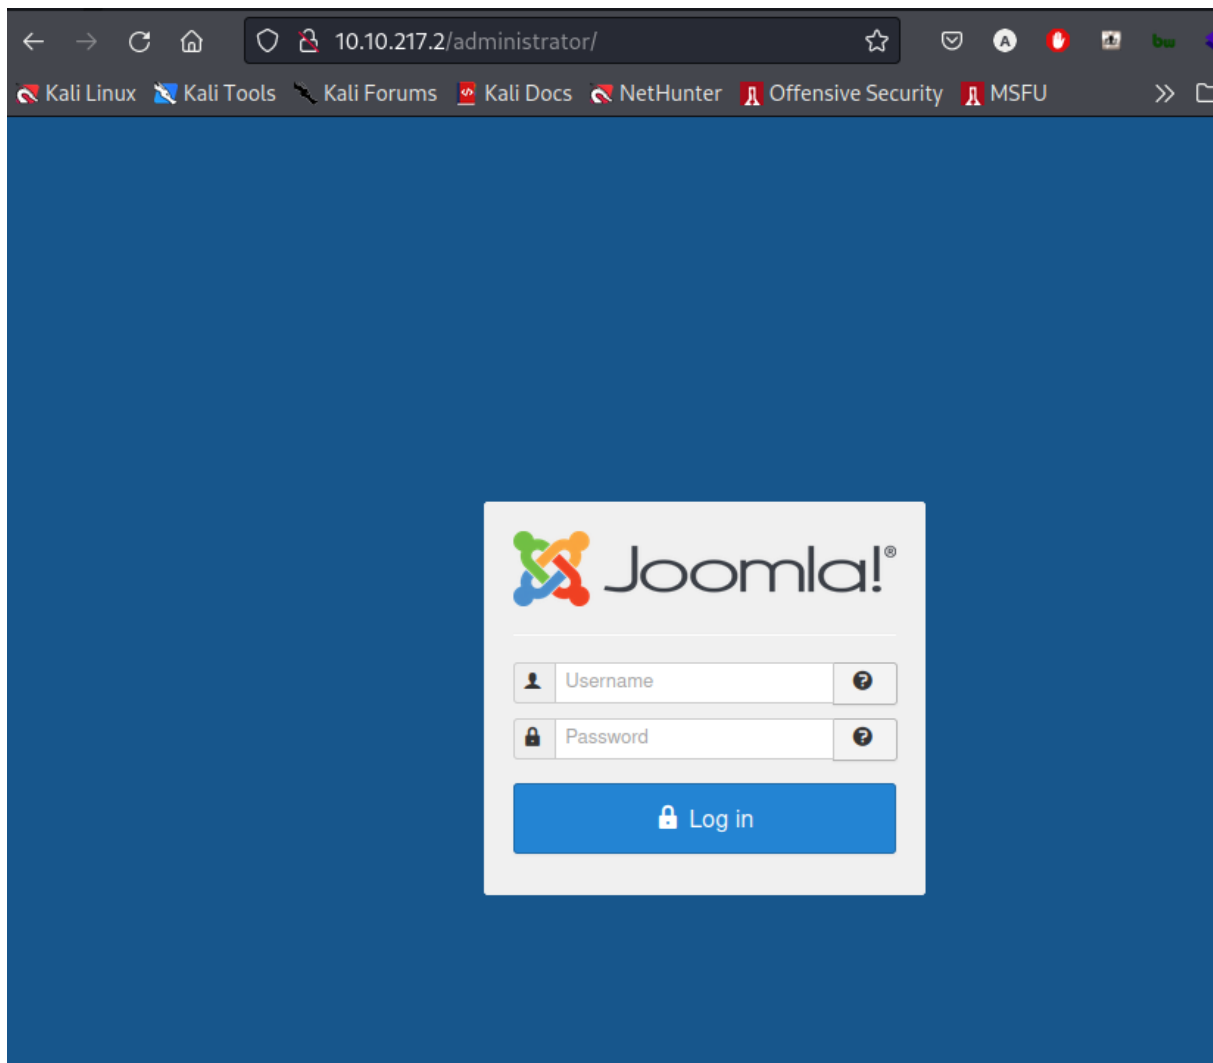 10.10.217.2/administrator/
A
bw
Kali Linux Kali Tools Kali Forums Kali Docs NetHunter Offensive Security MSFU
Joomla!®
Username
Password
Log in